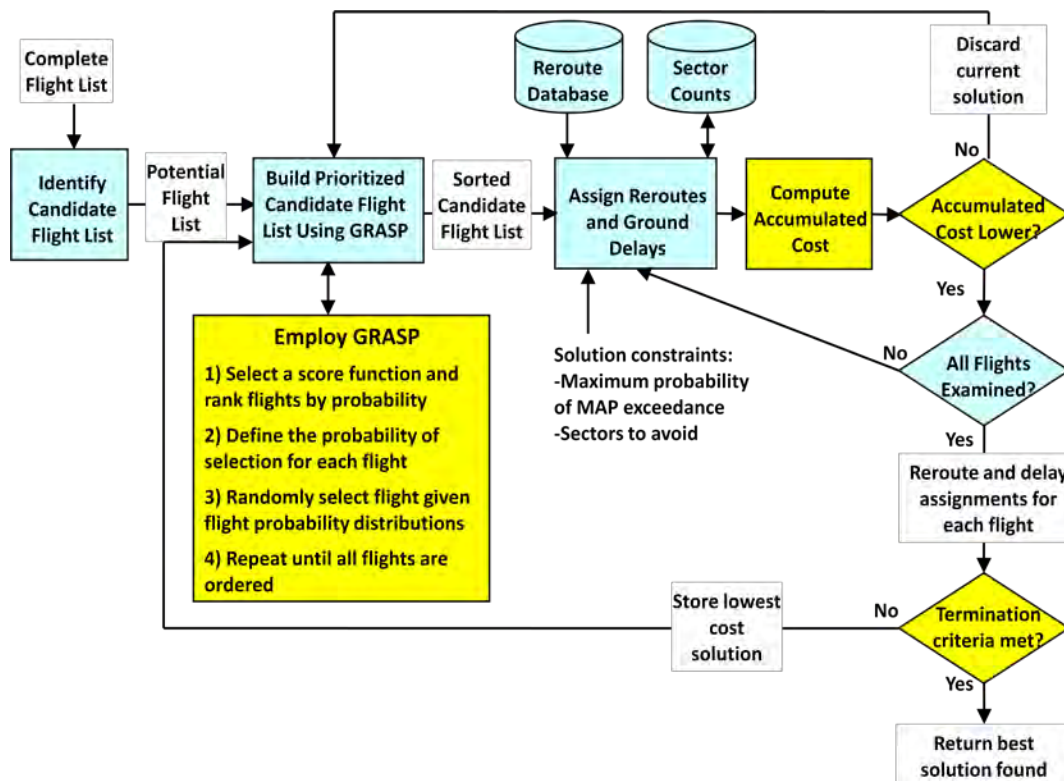 Complete
Flight List
Identify
Candidate
Flight List
Potential
Flight
List
Build Prioritized
Candidate Flight
List Using GRASP
Sorted
Candidate
Flight List
Reroute
Database
Sector
Counts
Assign Reroutes
and Ground
Delays
Compute
Accumulated
Cost
Discard
current
solution
No
Accumulated
Cost Lower?
Yes
Employ GRASP
1) Select a score function and
rank flights by probability
2) Define the probability of
selection for each flight
3) Randomly select flight given
flight probability distributions
4) Repeat until all flights are
ordered
Solution constraints:
-Maximum probability
of MAP exceedance
-Sectors to avoid
No
All Flights
Examined?
Yes
Reroute and delay
assignments for
each flight
Store lowest
cost
solution
No
Termination
criteria met?
Yes
Return best
solution found